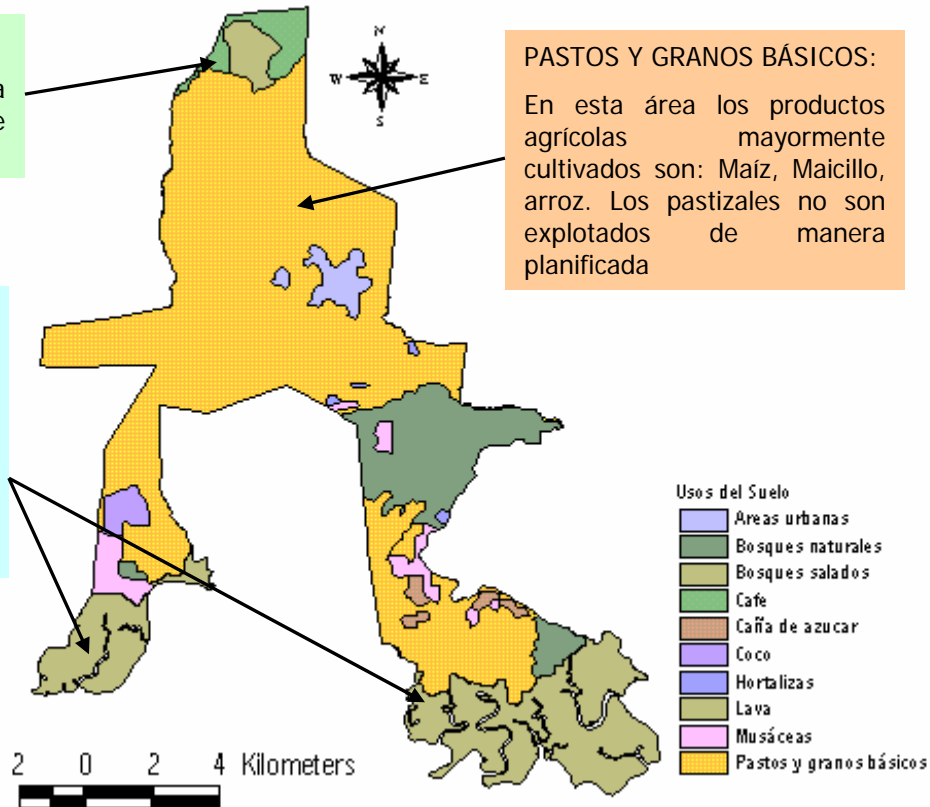 a
e
N
W E
S
PASTOS Y GRANOS BÁSICOS:
En esta área los productos
agrícolas mayormente
cultivados son: Maíz, Maicillo,
arroz. Los pastizales no son
explotados de manera
planificada
Usos del Suelo
Areas urbanas
Bosques naturales
Bosques salados
Cafe
Caña de azucar
Coco
Hortalizas
Lava
Musáceas
Pastos y granos básicos
2 0 2 4 Kilometers